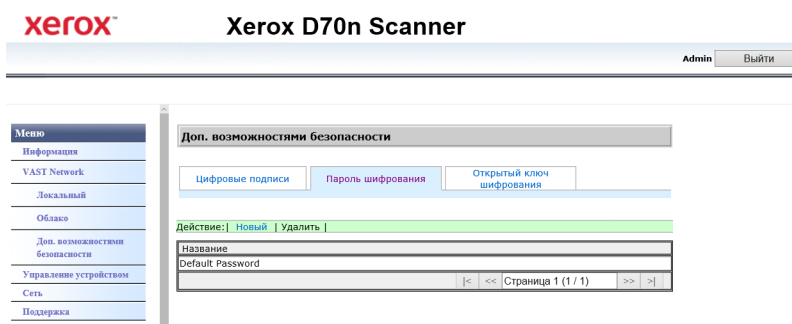 xerox™
Xerox D70n Scanner
Admin
Выйти
Меню
Информация
VAST Network
Локальный
Облако
Доп. возможностями
безопасности
Управление устройством
Сеть
Поддержка
Доп. возможностями безопасности
Цифровые подписи
Пароль шифрования
Открытый ключ
шифрования
Действие:| Новый | Удалить |
Название
Default Password
|< << Страница 1 (1 / 1) >> >|